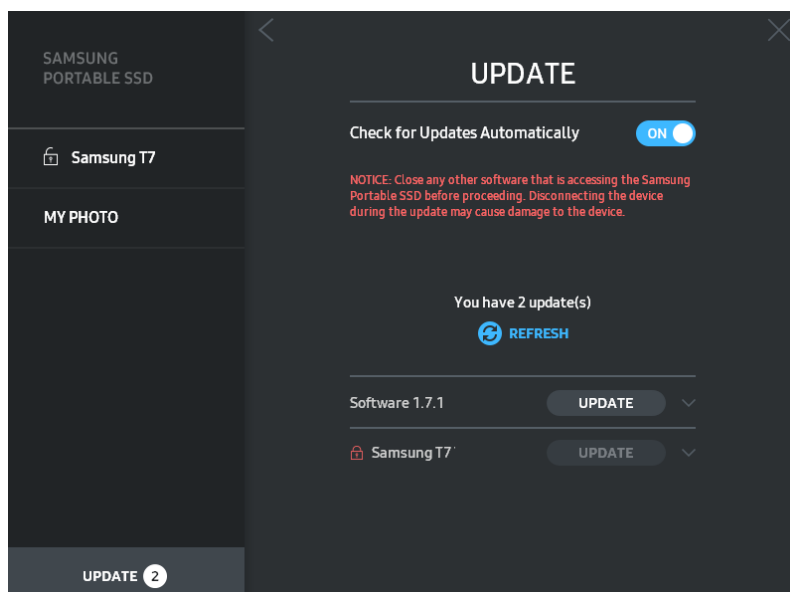 SAMSUNG
PORTABLE SSD
Samsung T7
MY PHOTO
UPDATE 2
UPDATE
Check for Updates Automatically ON
NOTICE: Close any other software that is accessing the Samsung
Portable SSD before proceeding. Disconnecting the device
during the update may cause damage to the device.
You have 2 update(s)
REFRESH
Software 1.7.1 UPDATE
Samsung T7 UPDATE